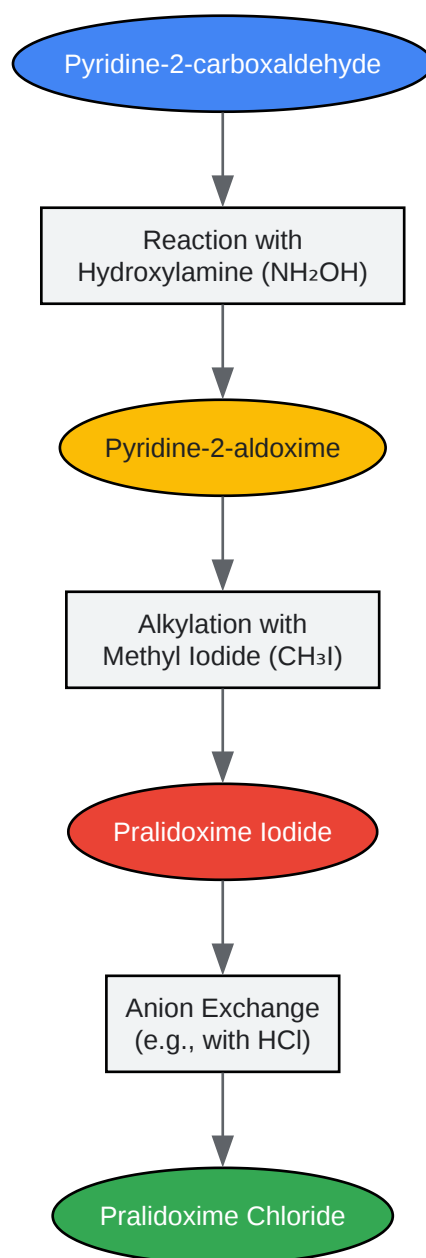 Pyridine-2-carboxaldehyde
Reaction with
Hydroxylamine (NH₂OH)
Pyridine-2-aldoxime
Alkylation with
Methyl Iodide (CH₃I)
Pralidoxime Iodide
Anion Exchange
(e.g., with HCl)
Pralidoxime Chloride